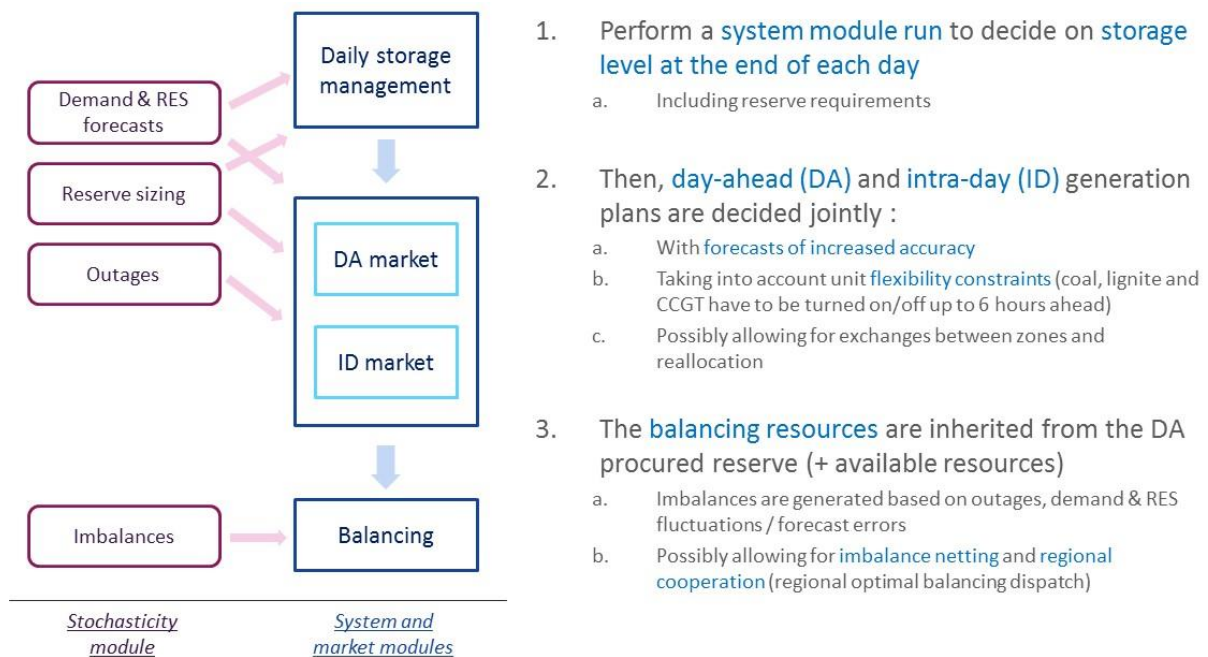 Daily storage
management
Demand & RES
forecasts
Reserve sizing
Outages
DA market
ID market
Imbalances
Balancing
Stochasticity
module
System and
market modules
1. Perform a system module run to decide on storage
level at the end of each day
a. Including reserve requirements
2. Then, day-ahead (DA) and intra-day (ID) generation
plans are decided jointly :
a. With forecasts of increased accuracy
b. Taking into account unit flexibility constraints (coal, lignite and
CCGT have to be turned on/off up to 6 hours ahead)
c. Possibly allowing for exchanges between zones and
reallocation
3. The balancing resources are inherited from the DA
procured reserve (+ available resources)
a. Imbalances are generated based on outages, demand & RES
fluctuations / forecast errors
b. Possibly allowing for imbalance netting and regional
cooperation (regional optimal balancing dispatch)